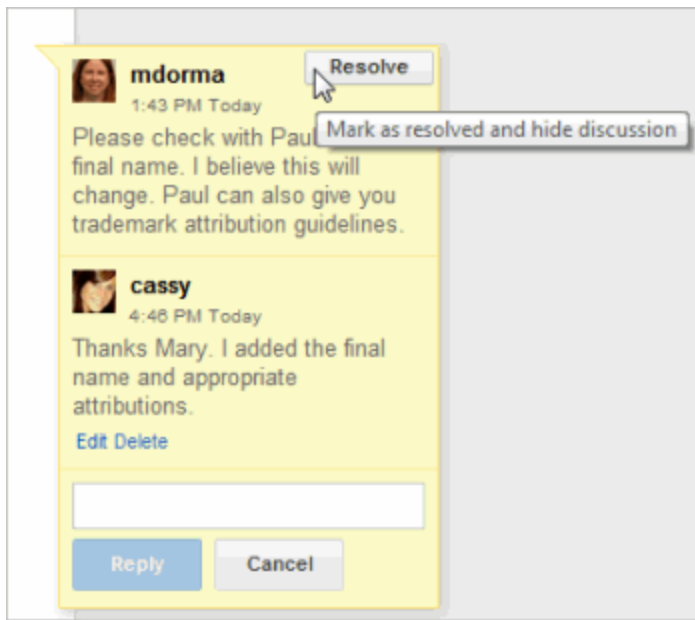 mdorma
Resolve
1:43 PM Today
Mark as resolved and hide discussion
Please check with Paul
final name. I believe this will
change. Paul can also give you
trademark attribution guidelines.
cassy
4:46 PM Today
Thanks Mary. I added the final
name and appropriate
attributions.
Edit Delete
Reply
Cancel